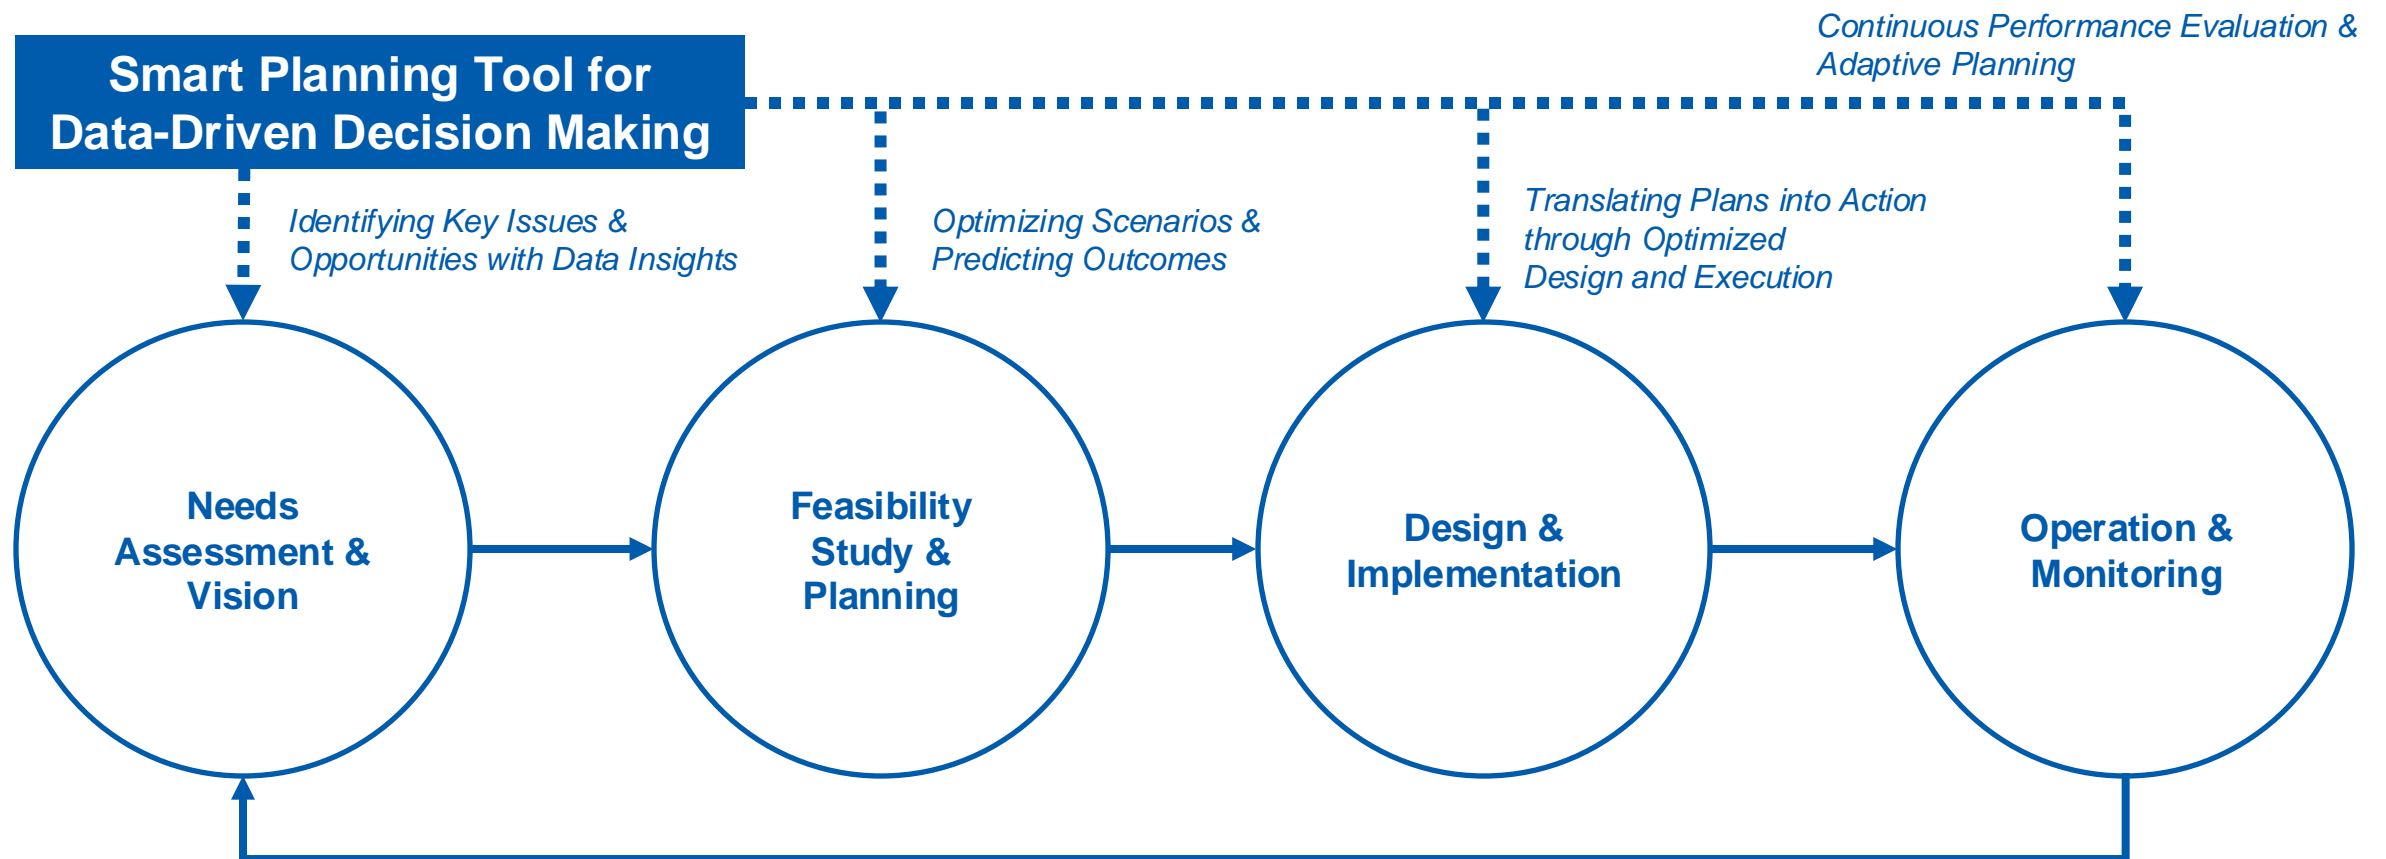 Smart Planning Tool for
Data-Driven Decision Making
Continuous Performance Evaluation &
Adaptive Planning
Identifying Key Issues &
Opportunities with Data Insights
Optimizing Scenarios &
Predicting Outcomes
Translating Plans into Action
through Optimized
Design and Execution
Needs
Assessment &
Vision
Feasibility
Study &
Planning
Design &
Implementation
Operation &
Monitoring